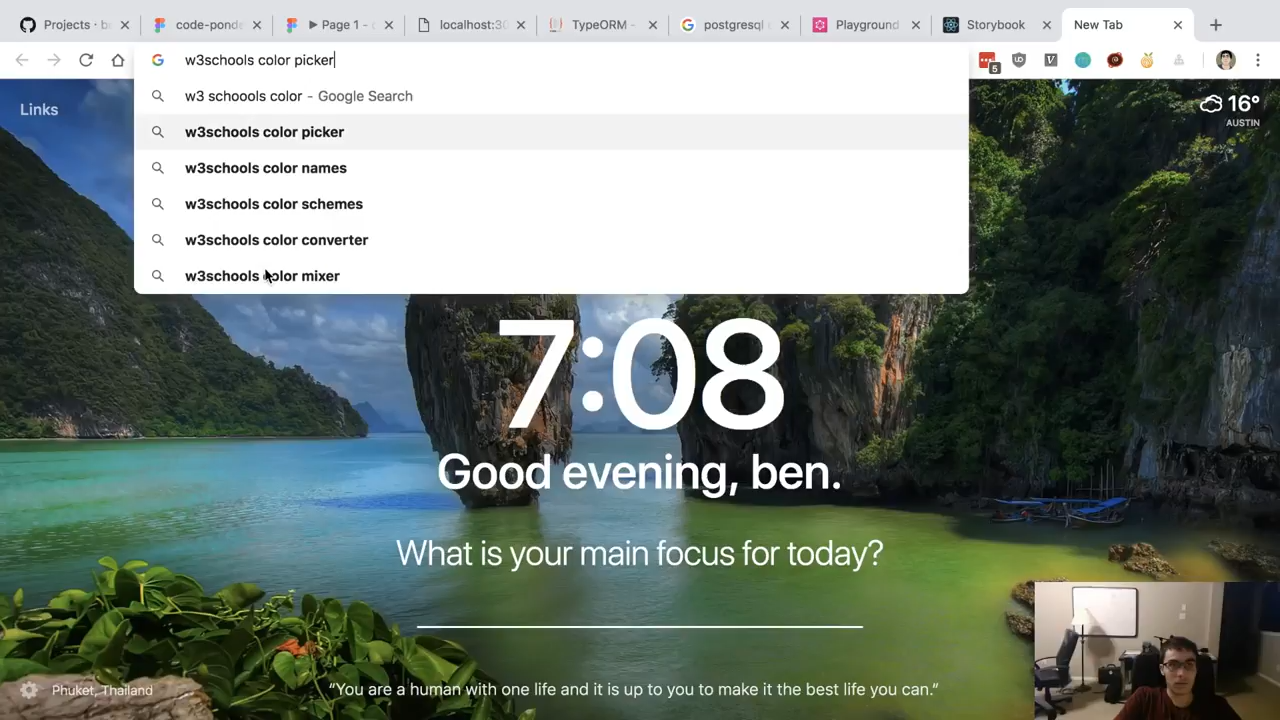 Projects · b
code-pond
▶ Page 1 - c
localhost:30
TypeORM -
postgresql
Playground
Storybook
New Tab
w3schools color picker
5
w3 schoools color - Google Search
w3schools color picker
w3schools color names
w3schools color schemes
w3schools color converter
w3schools color mixer
Links
16°
AUSTIN
7:08
Good evening, ben.
What is your main focus for today?
Phuket, Thailand
“You are a human with one life and it is up to you to make it the best life you can.”